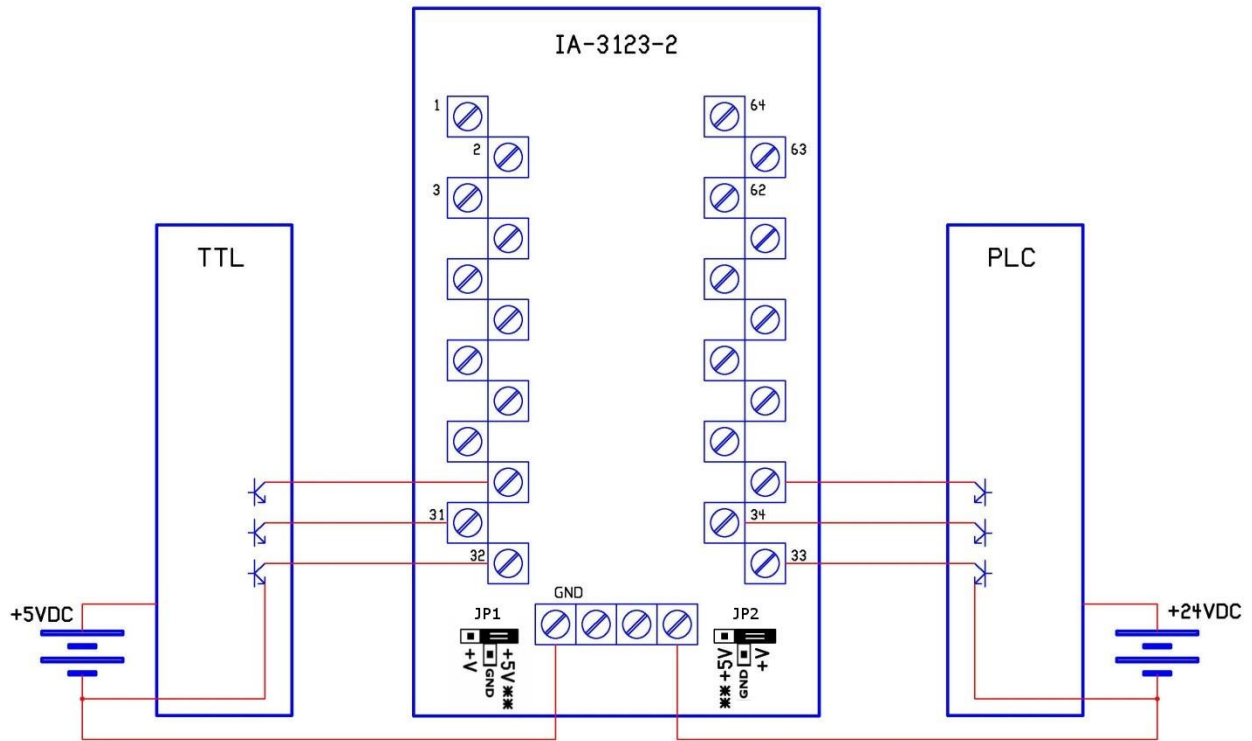 IA-3123-2
1
64
2
63
3
62
TTL
PLC
31
34
32
33
GND
+5VDC
JP1
JP2
+24VDC
+V
GND
+5V**
**+5V
GND
+V